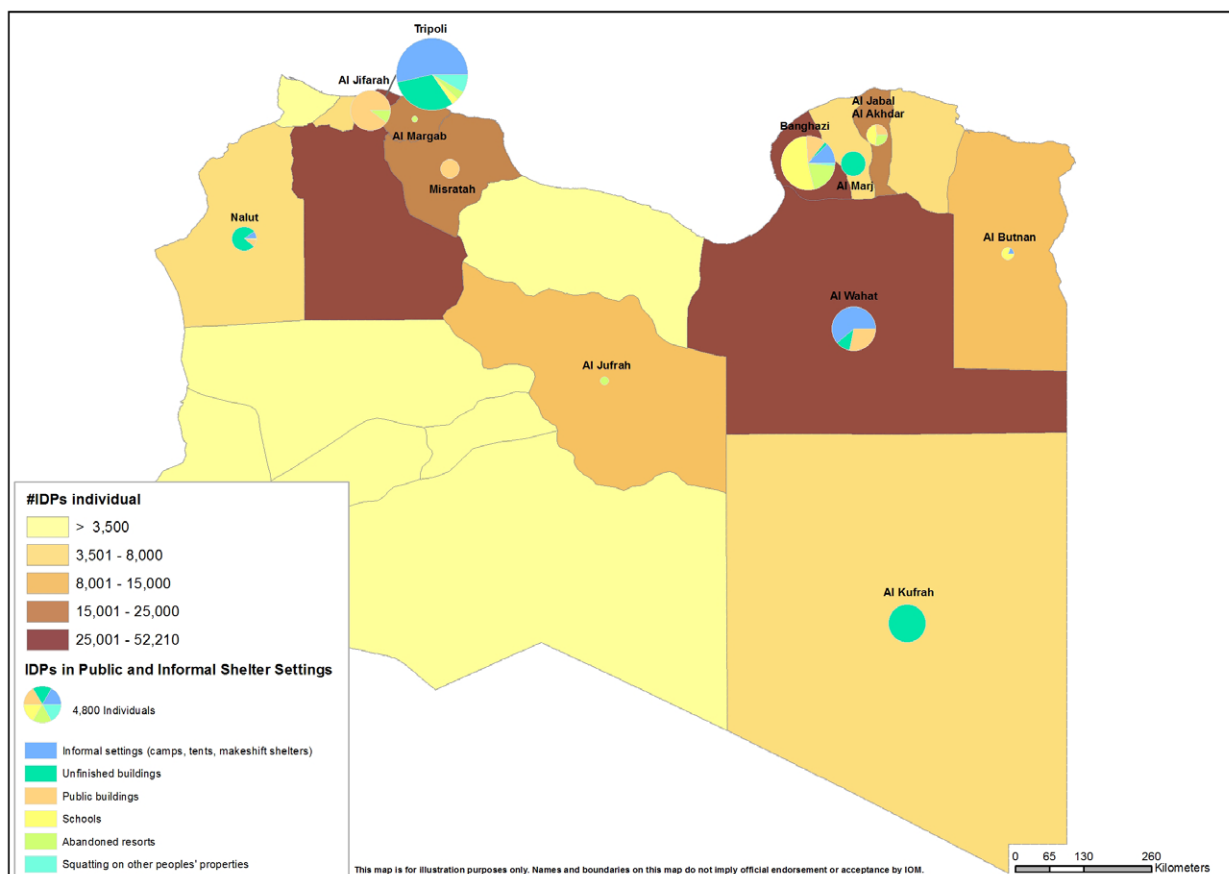 Tripoli
Al Jifarah
Al Margab
Misratah
Nalut
Al Jabal
Al Akhdar
Banghazi
Al Marj
Al Butnan
Al Wahat
Al Jufrah
Al Kufrah
#IDPs individual
> 3,500
3,501 - 8,000
8,001 - 15,000
15,001 - 25,000
25,001 - 52,210
IDPs in Public and Informal Shelter Settings
4,800 Individuals
Informal settings (camps, tents, makeshift shelters)
Unfinished buildings
Public buildings
Schools
Abandoned resorts
Squatting on other peoples' properties
This map is for illustration purposes only. Names and boundaries on this map do not imply official endorsement or acceptance by IOM.
0 65 130 260
Kilometers